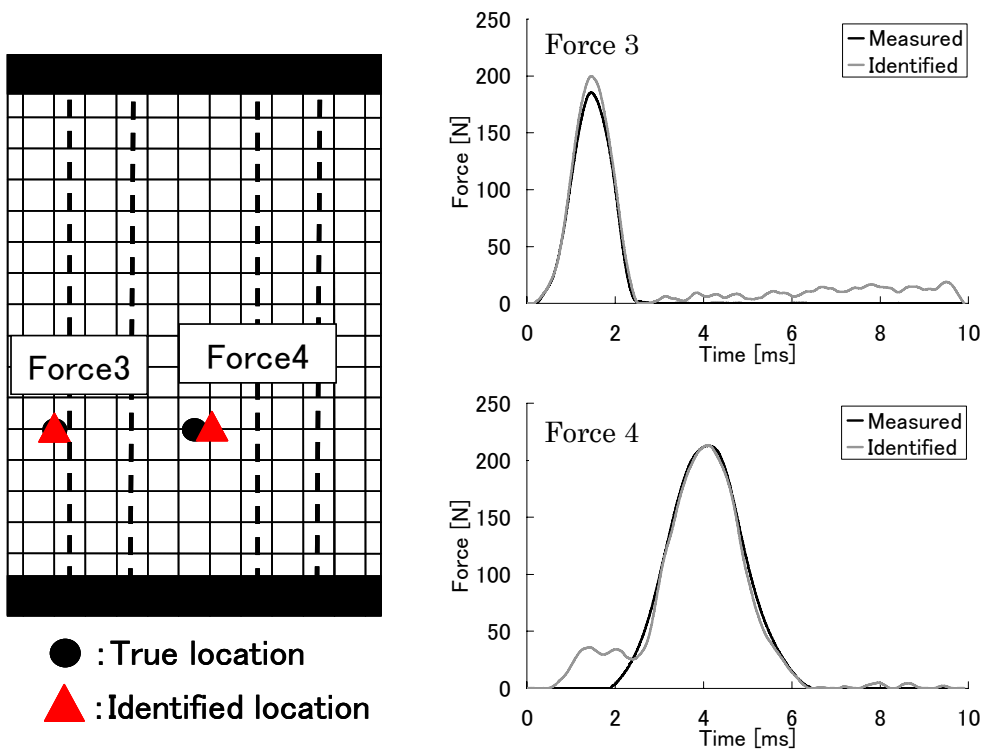 Force3
Force4
: True location
: Identified location
Force 3
Measured
Identified
Force [N]
250
200
150
100
50
0
0 2 4 6 8 10
Time [ms]
Force 4
Measured
Identified
Force [N]
250
200
150
100
50
0
0 2 4 6 8 10
Time [ms]